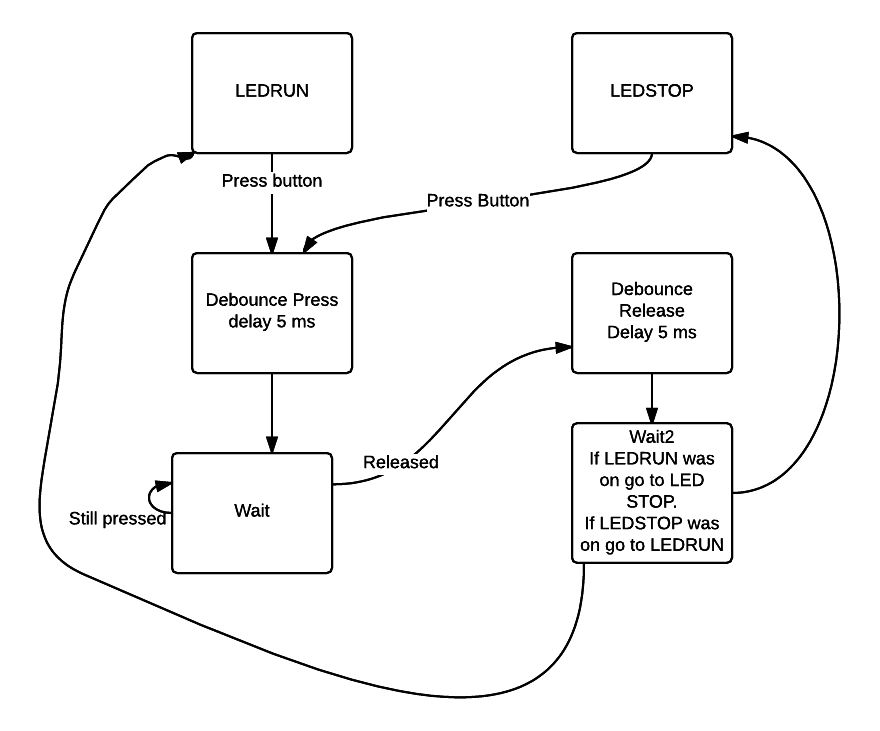 LEDRUN
LEDSTOP
Press button
Press Button
Debounce Press
delay 5 ms
Debounce
Release
Delay 5 ms
Released
Wait
Still pressed
Wait2
If LEDRUN was
on go to LED
STOP.
If LEDSTOP was
on go to LEDRUN